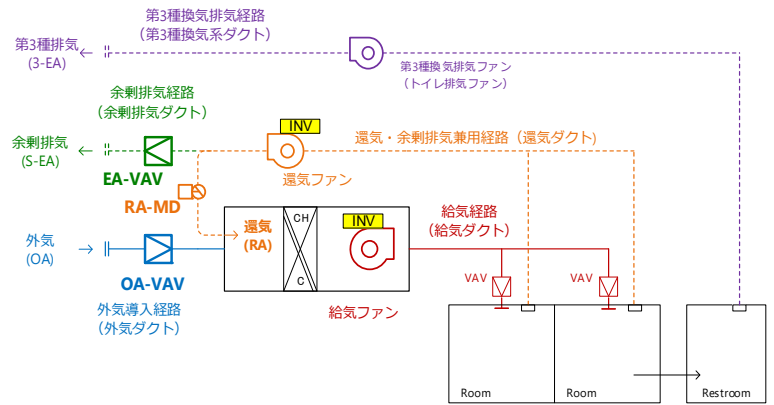 第3種換気排気経路
（第3種換気系ダクト）
第3種排気
(3-EA)
第3種換気排気ファン
（トイレ排気ファン）
余剰排気経路
（余剰排気ダクト）
余剰排気
(S-EA)
EA-VAV
INV
還気・余剰排気兼用経路（還気ダクト)
還気ファン
RA-MD
還気
(RA)
CH
C
INV
給気経路
（給気ダクト）
外気
(OA)
OA-VAV
外気導入経路
（外気ダクト）
給気ファン
VAV
VAV
Room
Room
Restroom